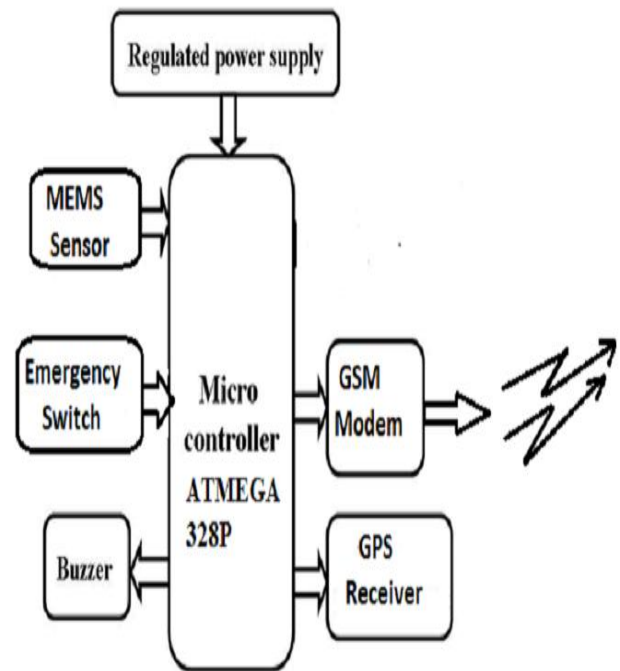 Regulated power supply
MEMS
Sensor
Emergency
Switch
Micro
controller
ATMEGA
328P
GSM
Modem
Buzzer
GPS
Receiver